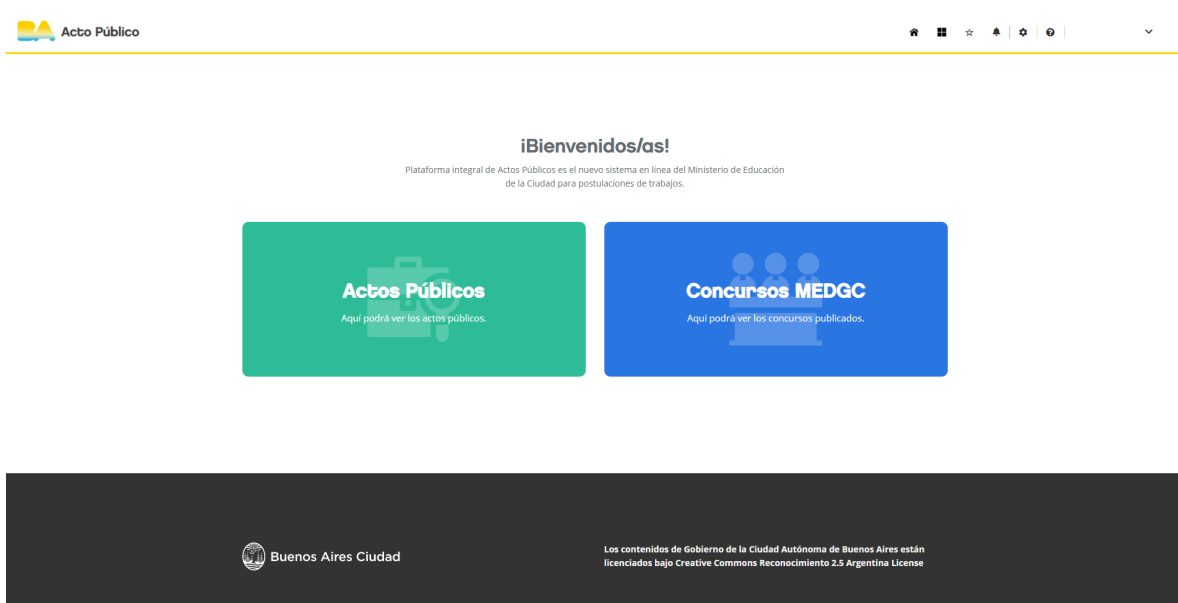 BA Acto Público
¡Bienvenidos/as!
Plataforma integral de Actos Públicos es el nuevo sistema en línea del Ministerio de Educación
de la Ciudad para postulaciones de trabajos.
Actos Públicos
Aquí podrá ver los actos públicos.
Concursos MEDGC
Aquí podrá ver los concursos publicados.
Buenos Aires Ciudad
Los contenidos de Gobierno de la Ciudad Autónoma de Buenos Aires están
licenciados bajo Creative Commons Reconocimiento 2.5 Argentina License